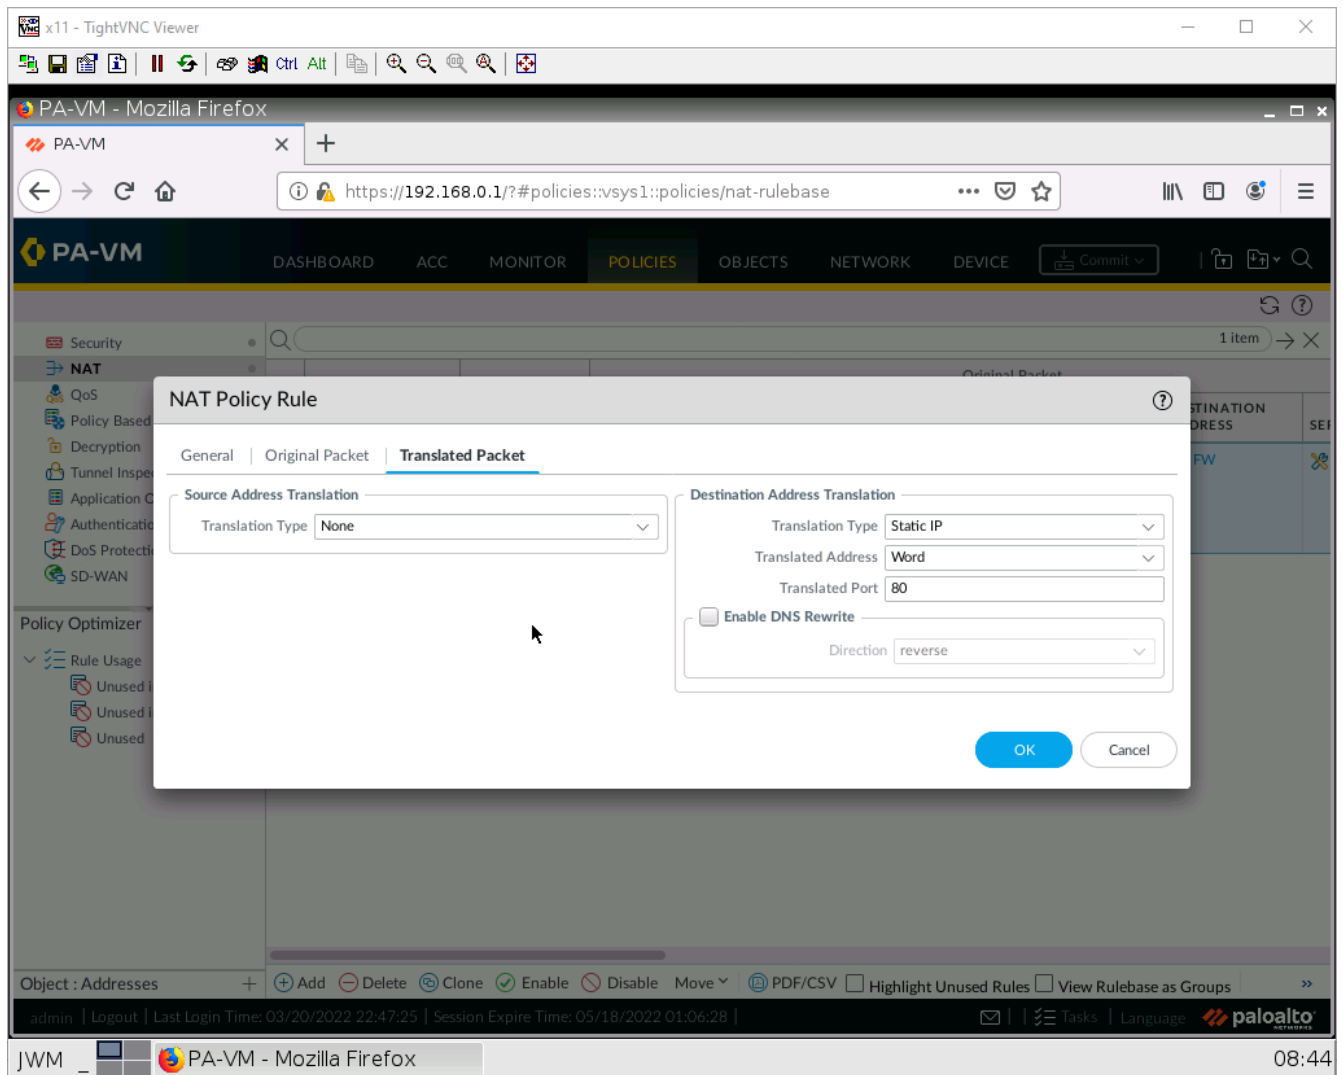 x11 - TightVNC Viewer
Ctrl Alt
PA-VM - Mozilla Firefox
PA-VM
https://192.168.0.1/?#policies::vsys1::policies/nat-rulebase
PA-VM
DASHBOARD ACC MONITOR POLICIES OBJECTS NETWORK DEVICE Commit
Security
1 item
NAT
Original Packet
QoS
Policy Based
Decryption
Tunnel Inspe
Application C
Authenticatio
DoS Protecti
SD-WAN
STINATION
DRESS
SER
FW
NAT Policy Rule
General Original Packet Translated Packet
Source Address Translation
Translation Type None
Destination Address Translation
Translation Type Static IP
Translated Address Word
Translated Port 80
Enable DNS Rewrite
Direction reverse
OK Cancel
Policy Optimizer
Rule Usage
Unused i
Unused i
Unused
Object : Addresses
Add Delete Clone Enable Disable Move PDF/CSV Highlight Unused Rules View Rulebase as Groups »
admin | Logout | Last Login Time: 03/20/2022 22:47:25 | Session Expire Time: 05/18/2022 01:06:28 |
Tasks | Language paloalto NETWORKS
JWM _ PA-VM - Mozilla Firefox 08:44